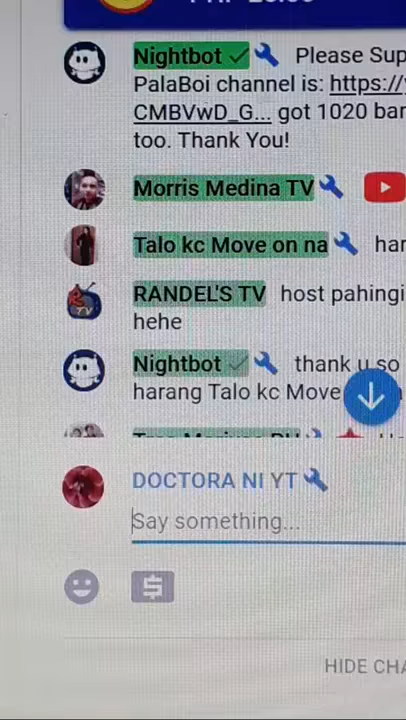 Nightbot Please Sup
PalaBoi channel is: https://y
CMBVwD_G... got 1020 bar
too. Thank You!
Morris Medina TV
Talo kc Move on na har
RANDEL'S TV host pahingi
hehe
Nightbot thank u so
harang Talo kc Move
DOCTORA NI YT
Say something...
HIDE CHA